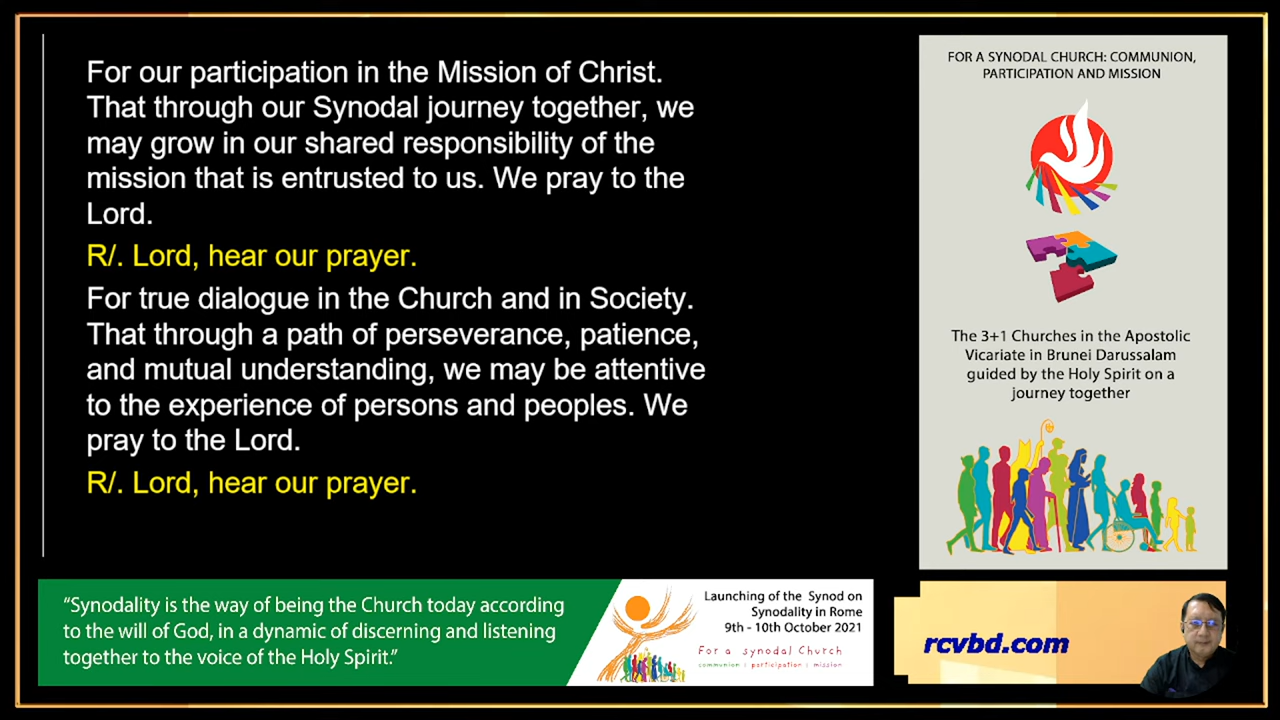 For our participation in the Mission of Christ.
That through our Synodal journey together, we
may grow in our shared responsibility of the
mission that is entrusted to us. We pray to the
Lord.
R/. Lord, hear our prayer.
For true dialogue in the Church and in Society.
That through a path of perseverance, patience,
and mutual understanding, we may be attentive
to the experience of persons and peoples. We
pray to the Lord.
R/. Lord, hear our prayer.
FOR A SYNODAL CHURCH: COMMUNION,
PARTICIPATION AND MISSION
The 3+1 Churches in the Apostolic
Vicariate in Brunei Darussalam
guided by the Holy Spirit on a
journey together
“Synodality is the way of being the Church today according
to the will of God, in a dynamic of discerning and listening
together to the voice of the Holy Spirit.”
Launching of the Synod on
Synodality in Rome
9th - 10th October 2021
For a synodal Church
communion | participation | mission
rcvbd.com